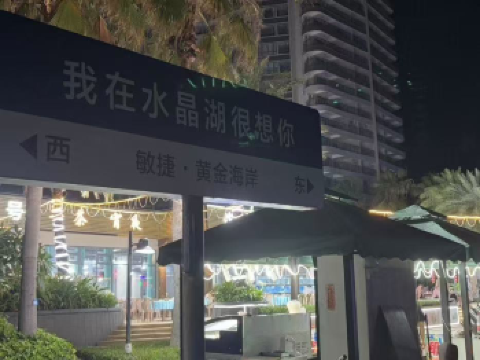 我在水晶湖很想你
西 敏捷·黄金海岸 东